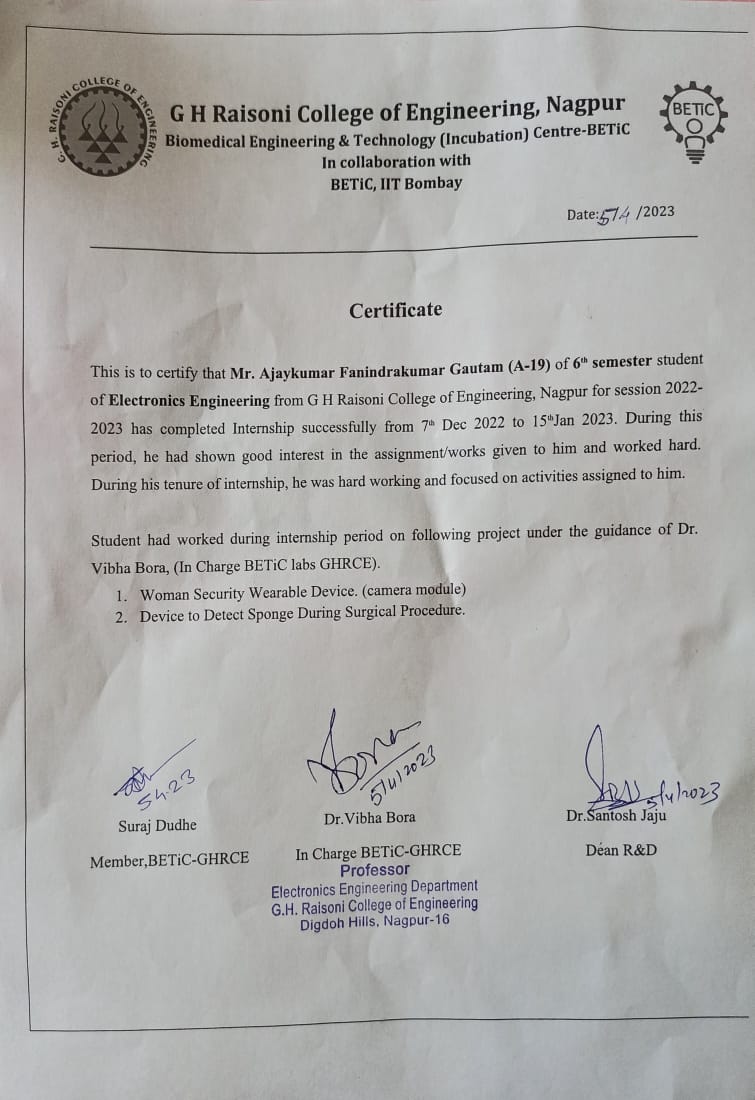 G. H. RAISONI COLLEGE OF ENGINEERING
G H Raisoni College of Engineering, Nagpur
BETiC
Biomedical Engineering & Technology (Incubation) Centre-BETiC
In collaboration with
BETiC, IIT Bombay
Date:5/4 /2023
Certificate
This is to certify that Mr. Ajaykumar Fanindrakumar Gautam (A-19) of 6th semester student
of Electronics Engineering from G H Raisoni College of Engineering, Nagpur for session 2022-
2023 has completed Internship successfully from 7th Dec 2022 to 15thJan 2023. During this
period, he had shown good interest in the assignment/works given to him and worked hard.
During his tenure of internship, he was hard working and focused on activities assigned to him.
Student had worked during internship period on following project under the guidance of Dr.
Vibha Bora, (In Charge BETiC labs GHRCE).
1. Woman Security Wearable Device. (camera module)
2. Device to Detect Sponge During Surgical Procedure.
5.4.23
Bora
5/4/2023
5/4/2023
Suraj Dudhe
Dr.Vibha Bora
Dr.Santosh Jaju
Member,BETiC-GHRCE
In Charge BETiC-GHRCE
Dean R&D
Professor
Electronics Engineering Department
G.H. Raisoni College of Engineering
Digdoh Hills, Nagpur-16